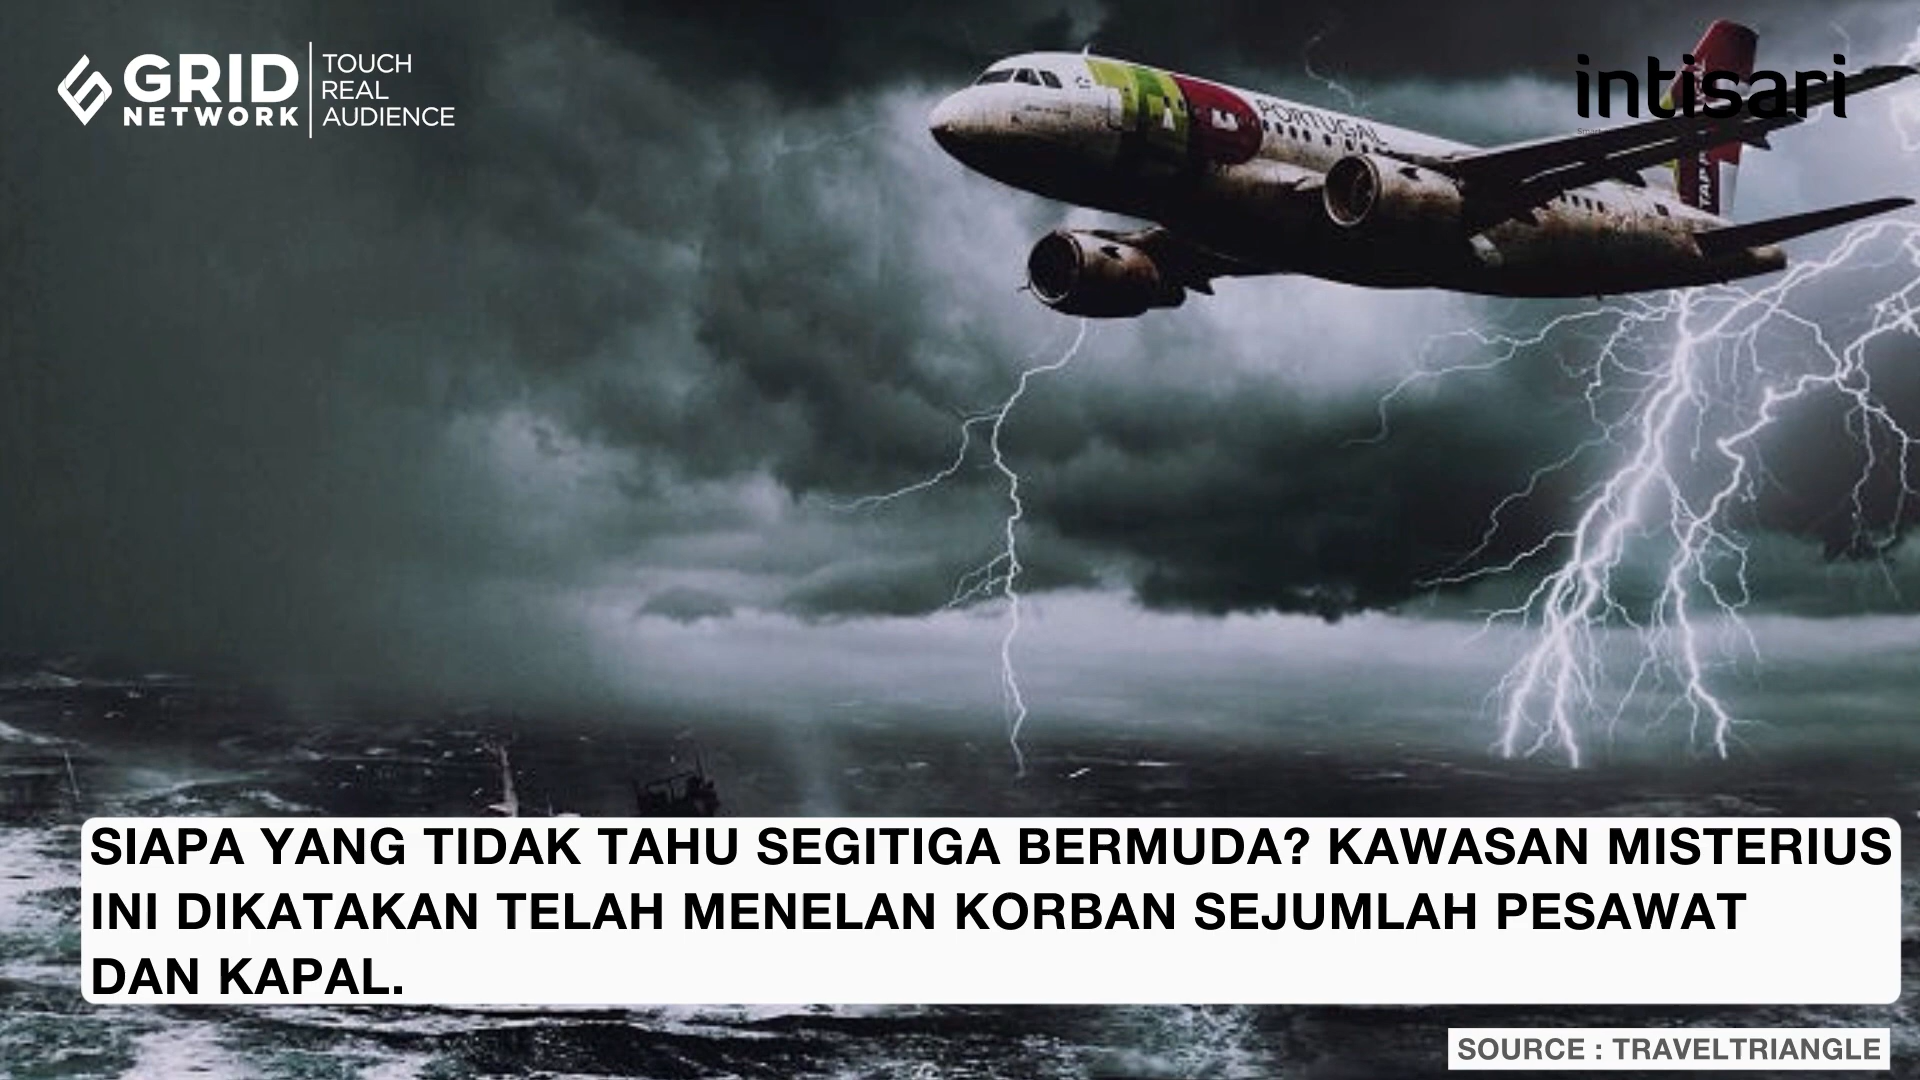 GRID
NETWORK
TOUCH
REAL
AUDIENCE
intisari
PORTUGAL
TAP
SIAPA YANG TIDAK TAHU SEGITIGA BERMUDA? KAWASAN MISTERIUS
INI DIKATAKAN TELAH MENELAN KORBAN SEJUMLAH PESAWAT
DAN KAPAL.
SOURCE : TRAVELTRIANGLE